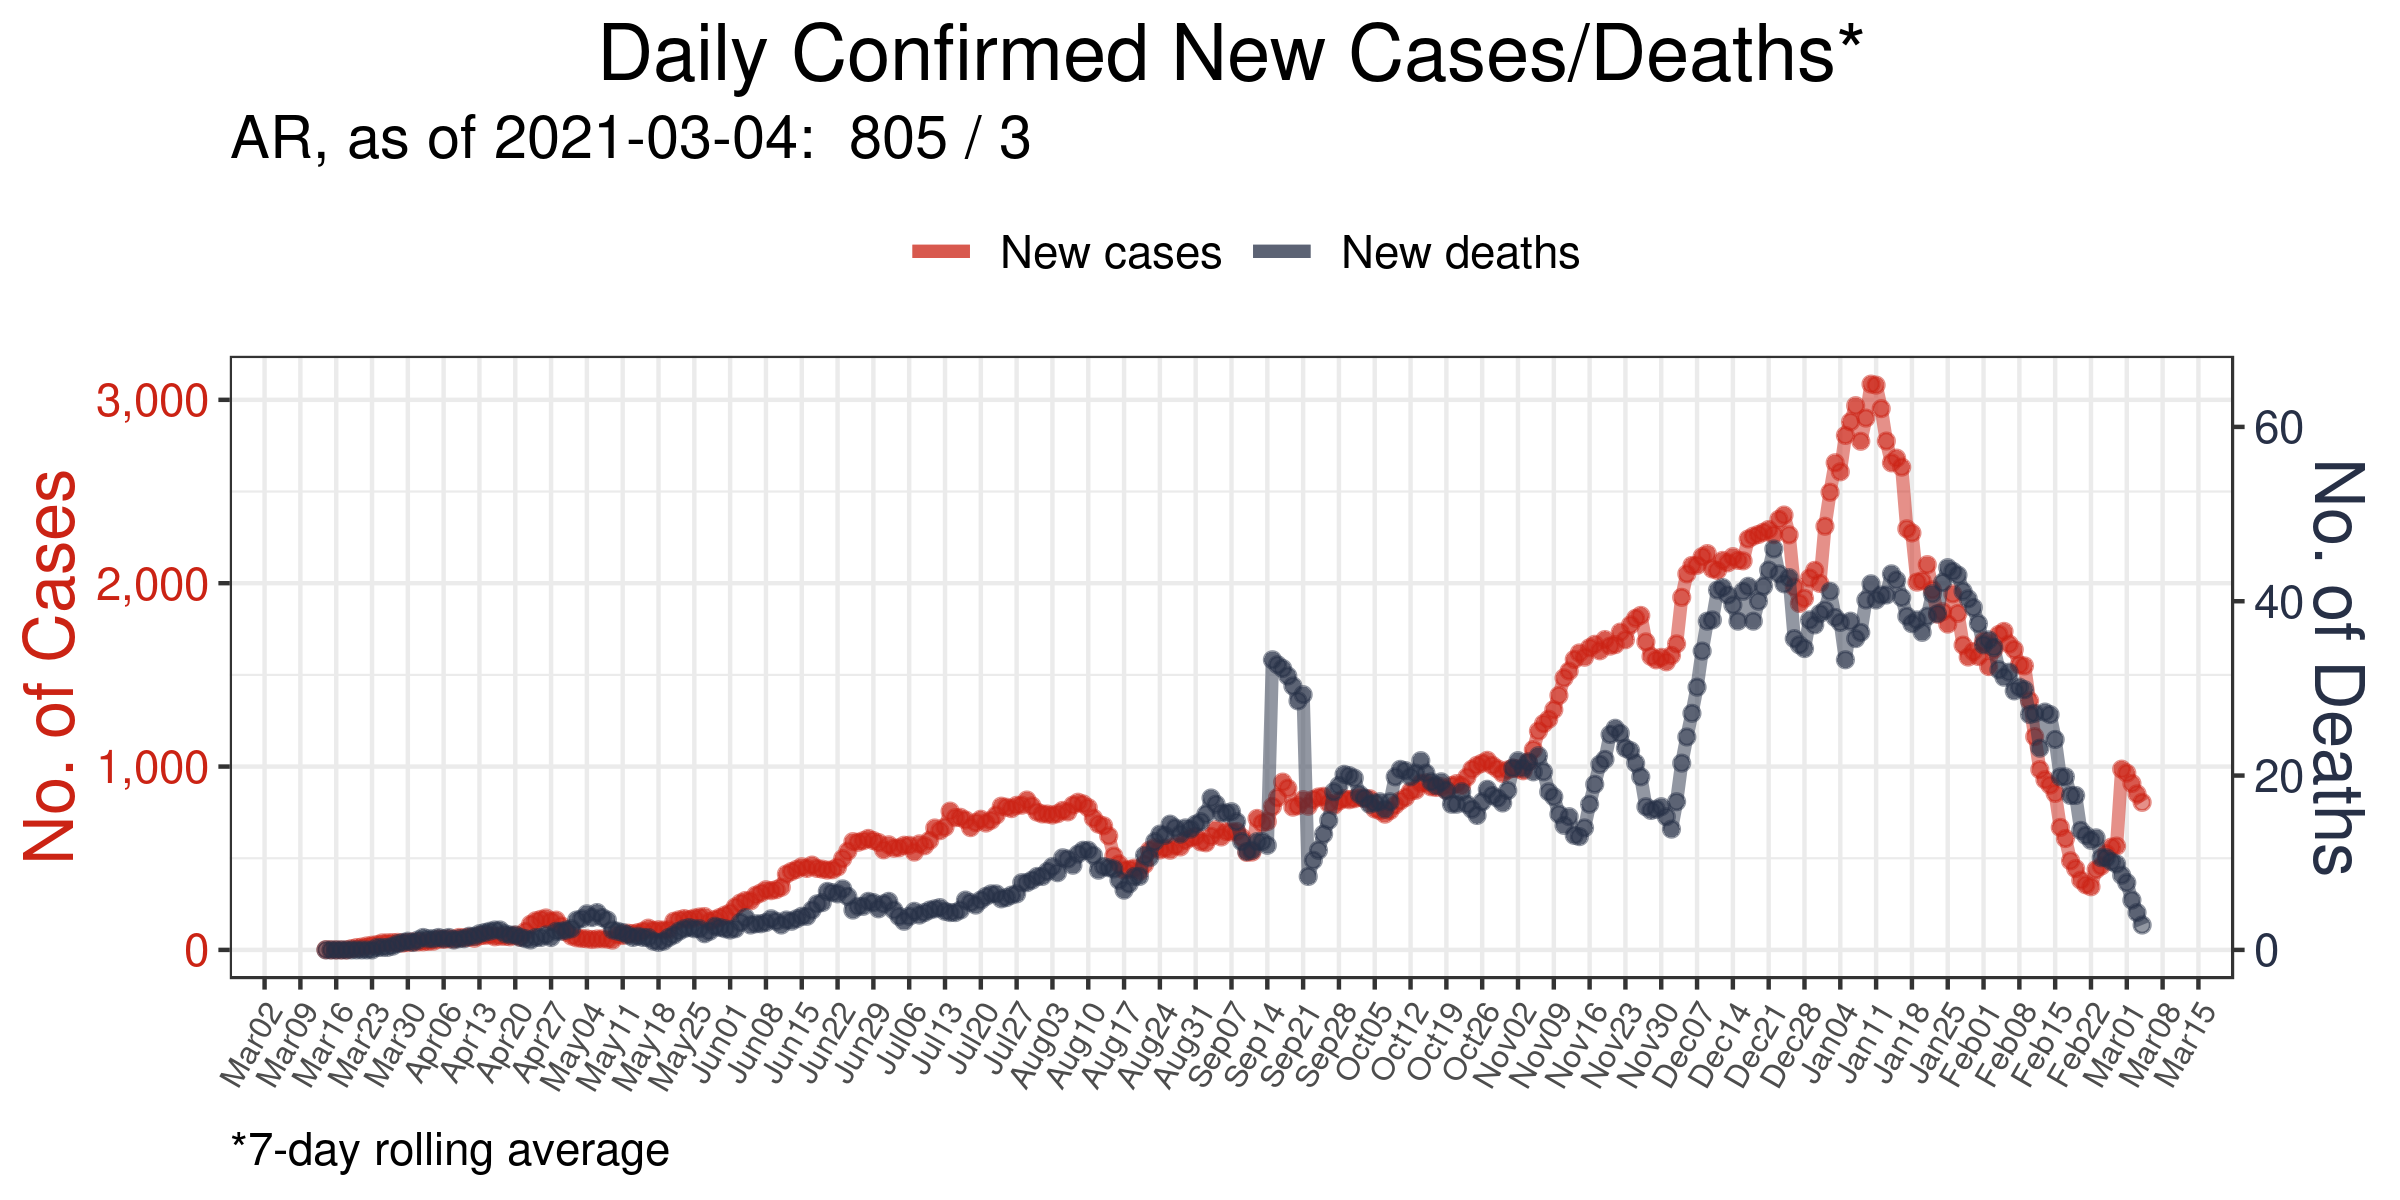 Daily Confirmed New Cases/Deaths*
AR, as of 2021-03-04:  805 / 3
New cases
New deaths
No. of Cases
3,000
2,000
1,000
0
60
40
20
0
No. of Deaths
Mar02
Mar09
Mar16
Mar23
Mar30
Apr06
Apr13
Apr20
Apr27
May04
May11
May18
May25
Jun01
Jun08
Jun15
Jun22
Jun29
Jul06
Jul13
Jul20
Jul27
Aug03
Aug10
Aug17
Aug24
Aug31
Sep07
Sep14
Sep21
Sep28
Oct05
Oct12
Oct19
Oct26
Nov02
Nov09
Nov16
Nov23
Nov30
Dec07
Dec14
Dec21
Dec28
Jan04
Jan11
Jan18
Jan25
Feb01
Feb08
Feb15
Feb22
Mar01
Mar08
Mar15
*7-day rolling average